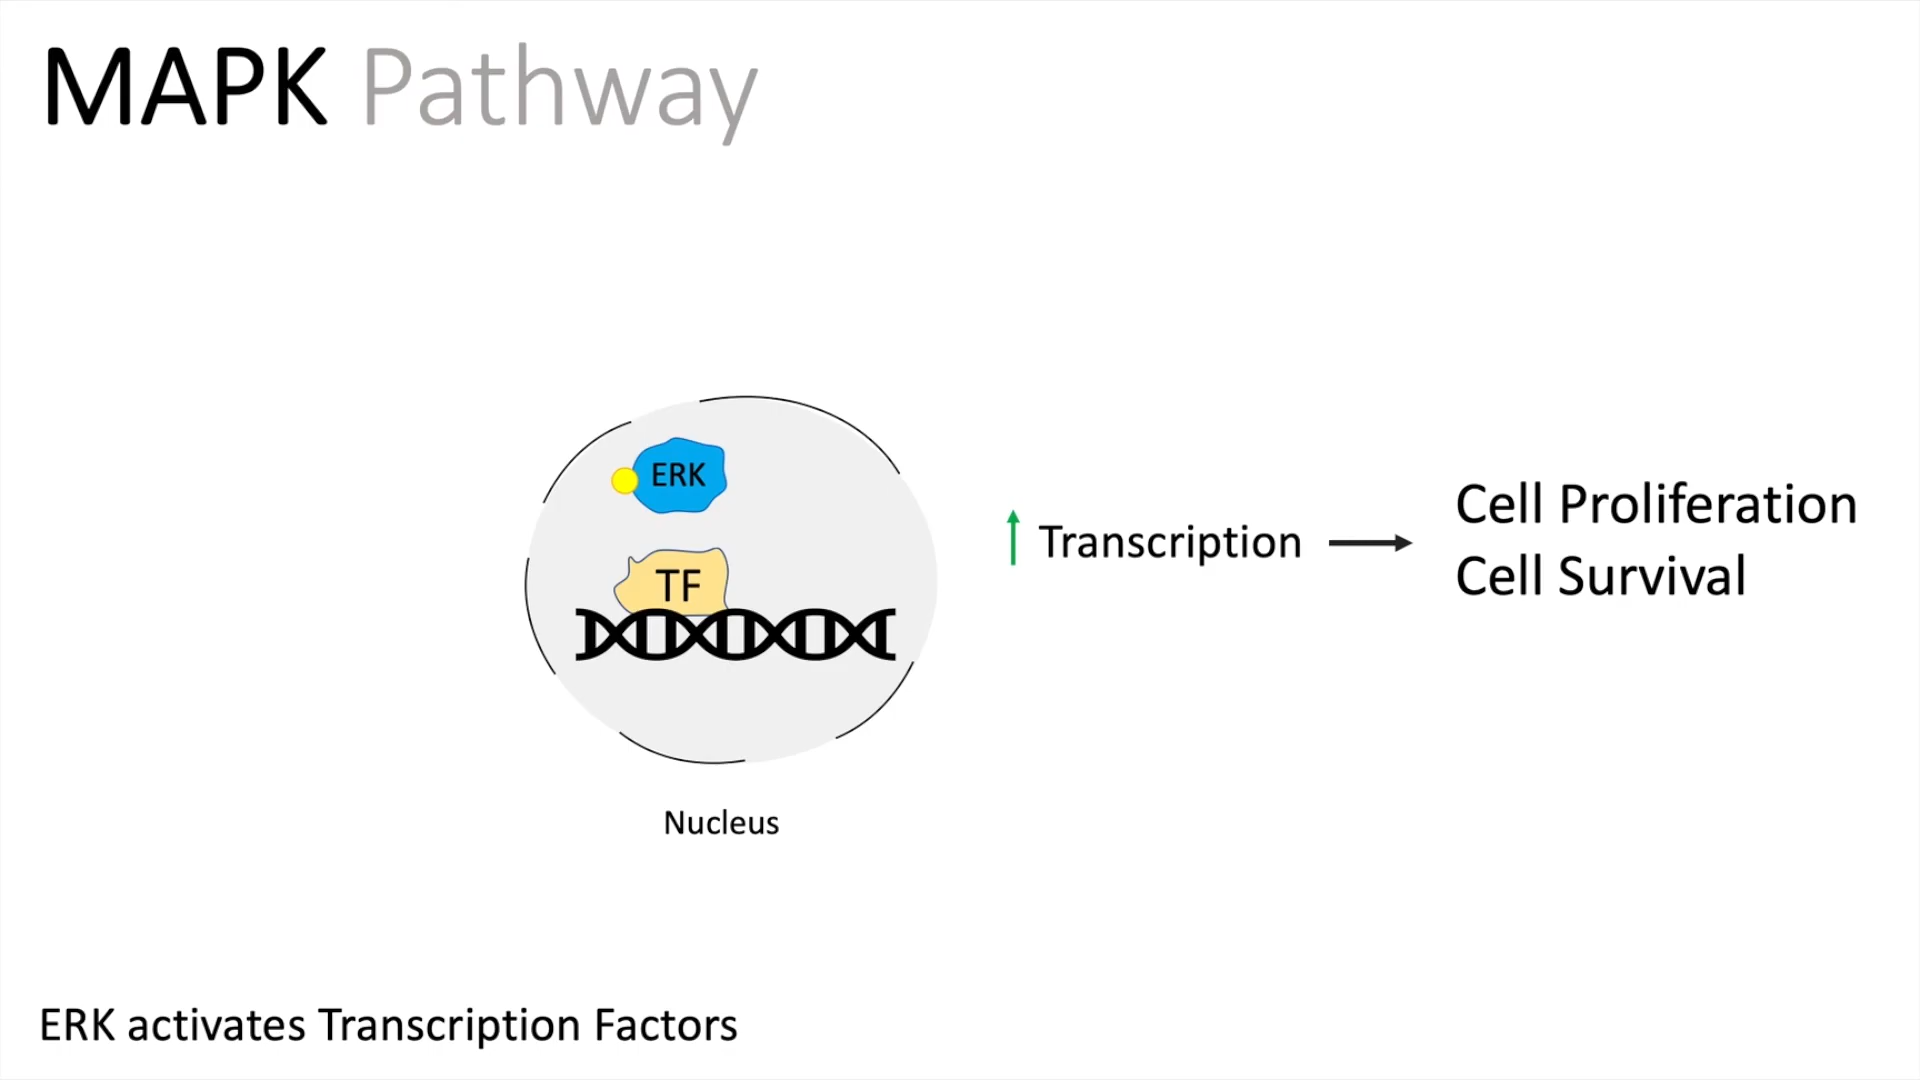 MAPK Pathway
ERK
TF
Transcription
Cell Proliferation
Cell Survival
Nucleus
ERK activates Transcription Factors